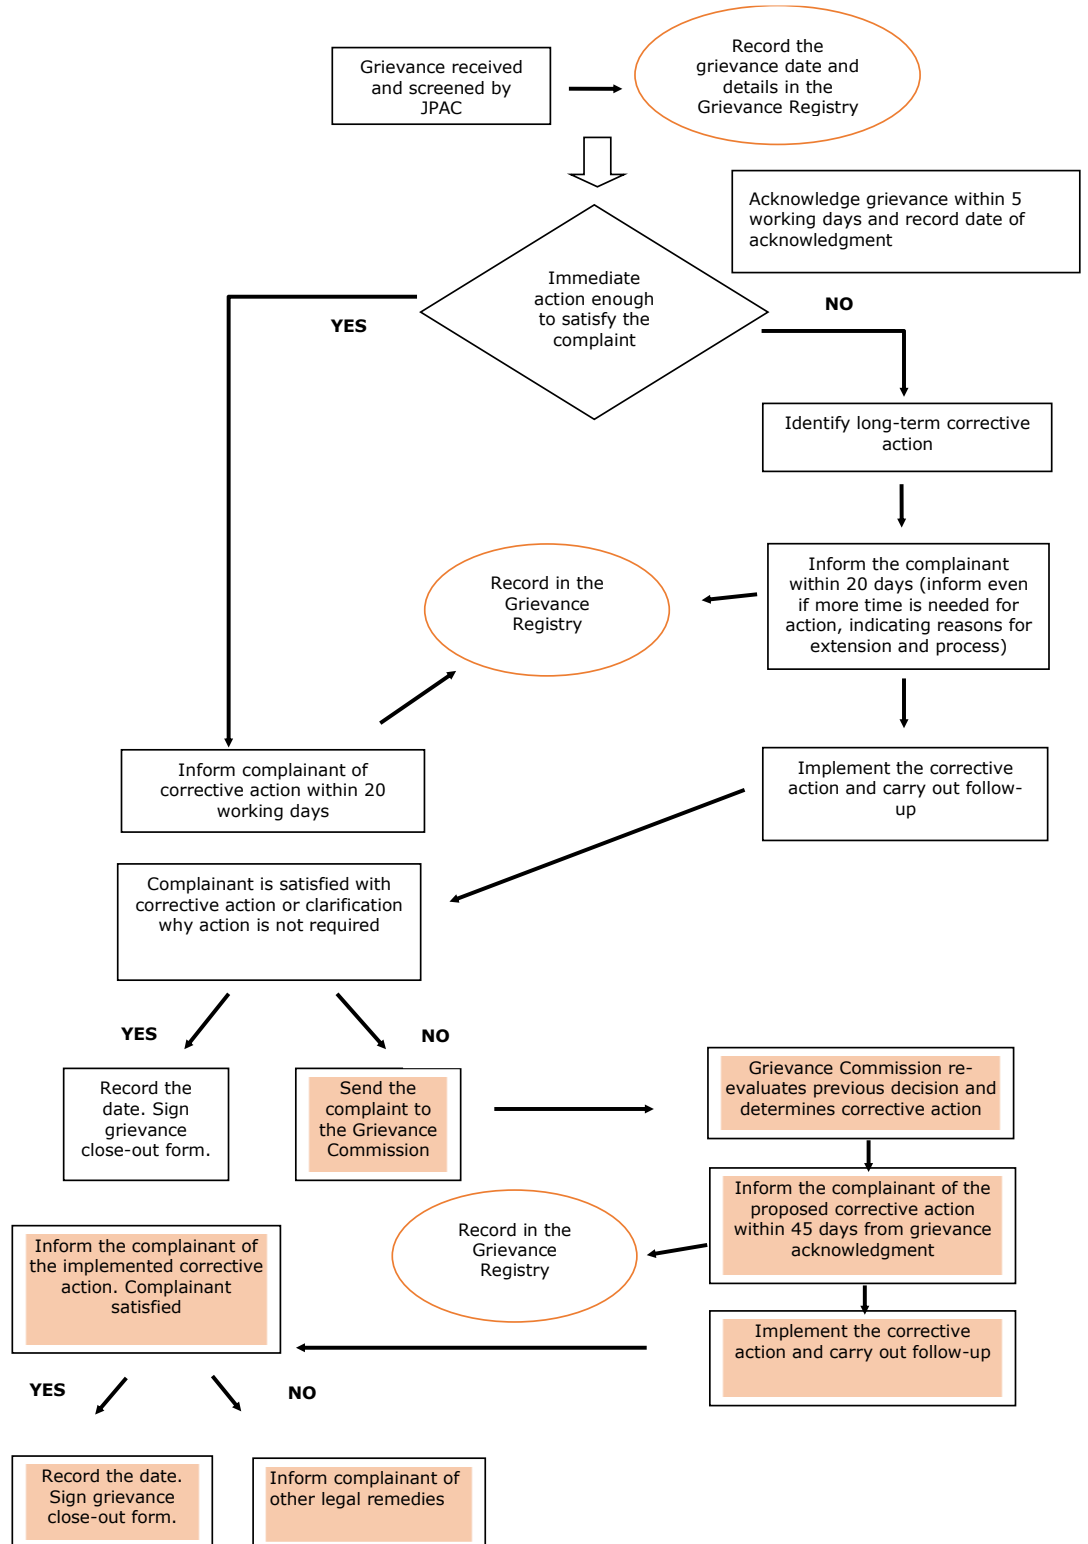 Grievance received
and screened by
JPAC
Record the
grievance date and
details in the
Grievance Registry
Acknowledge grievance within 5
working days and record date of
acknowledgment
Immediate
action enough
to satisfy the
complaint
YES
NO
Identify long-term corrective
action
Inform the complainant
within 20 days (inform even
if more time is needed for
action, indicating reasons for
extension and process)
Record in the
Grievance
Registry
Inform complainant of
corrective action within 20
working days
Implement the corrective
action and carry out follow-
up
Complainant is satisfied with
corrective action or clarification
why action is not required
YES
NO
Record the
date. Sign
grievance
close-out form.
Send the
complaint to
the Grievance
Commission
Grievance Commission re-
evaluates previous decision and
determines corrective action
Inform the complainant of the
proposed corrective action
within 45 days from grievance
acknowledgment
Record in the
Grievance
Registry
Inform the complainant of
the implemented corrective
action. Complainant
satisfied
Implement the corrective
action and carry out follow-up
YES
NO
Record the date.
Sign grievance
close-out form.
Inform complainant of
other legal remedies